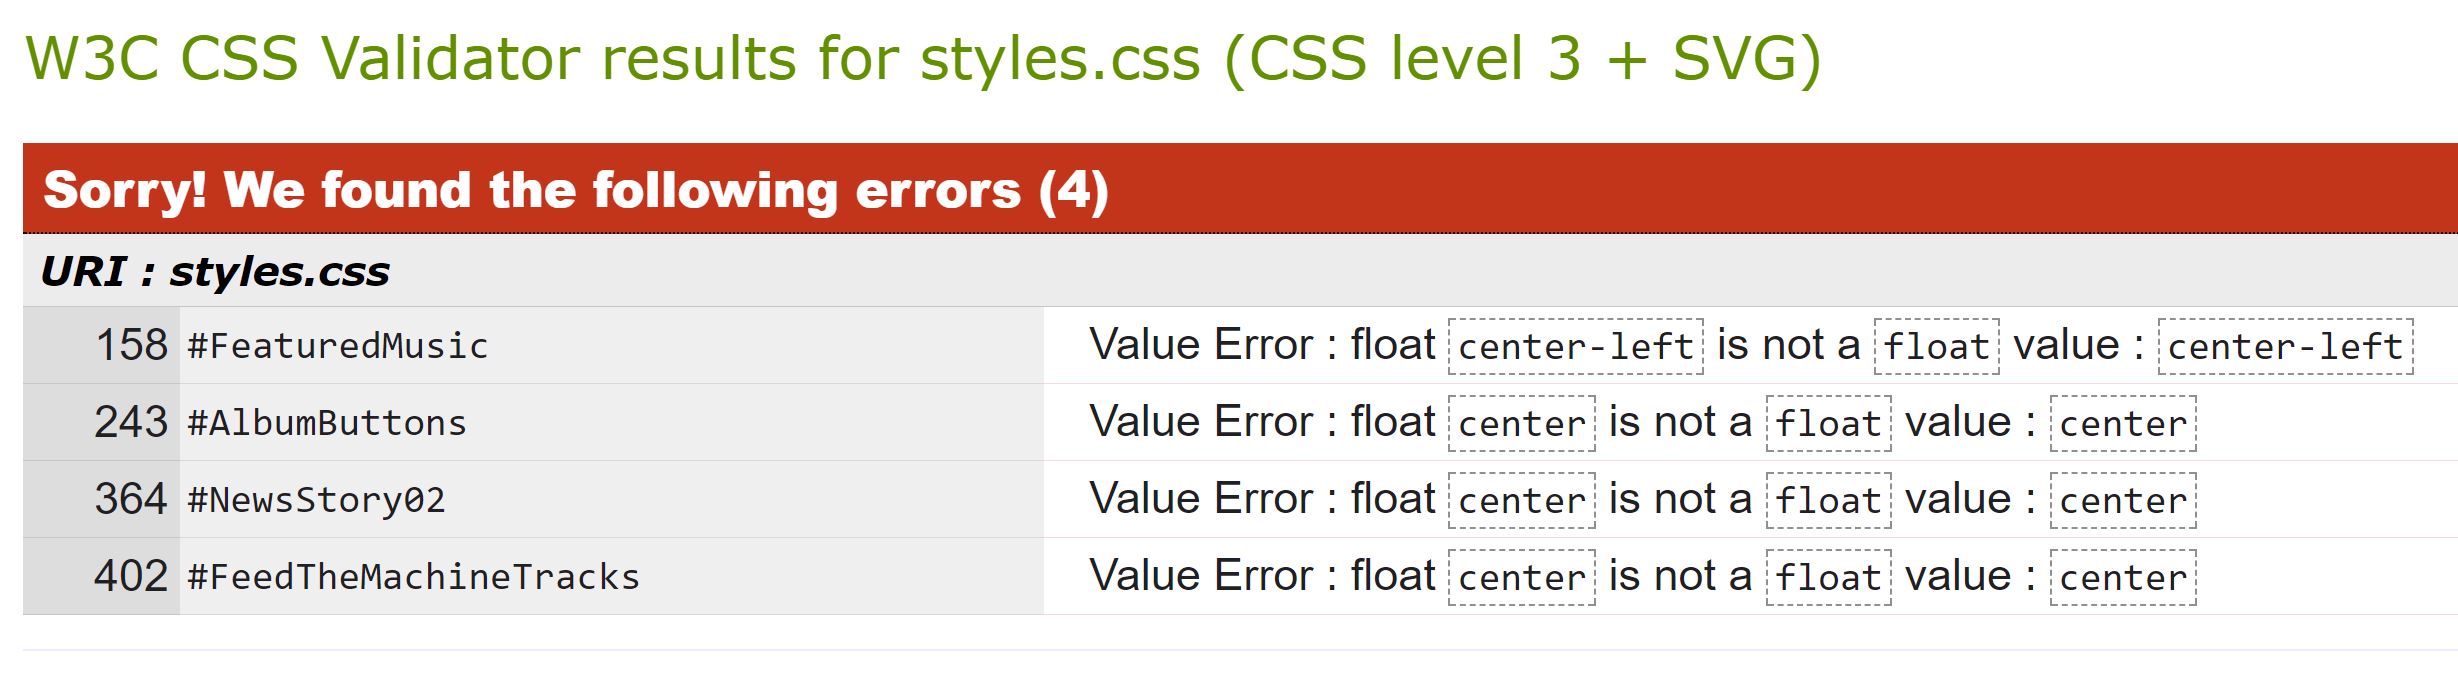 W3C CSS Validator results for styles.css (CSS level 3 + SVG)
Sorry! We found the following errors (4)
URI : styles.css
158 #FeaturedMusic Value Error : float center-left is not a float value : center-left
243 #AlbumButtons Value Error : float center is not a float value : center
364 #NewsStory02 Value Error : float center is not a float value : center
402 #FeedTheMachineTracks Value Error : float center is not a float value : center